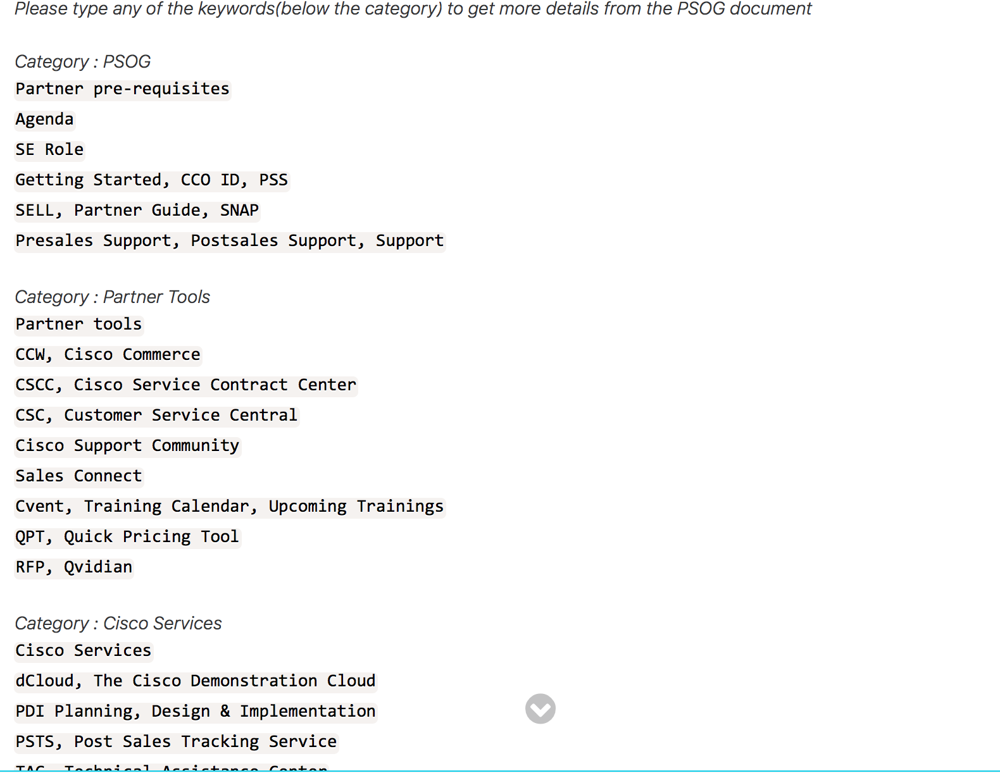 Please type any of the keywords(below the category) to get more details from the PSOG document
Category : PSOG
Partner pre-requisites
Agenda
SE Role
Getting Started, CCO ID, PSS
SELL, Partner Guide, SNAP
Presales Support, Postsales Support, Support
Category : Partner Tools
Partner tools
CCW, Cisco Commerce
CSCC, Cisco Service Contract Center
CSC, Customer Service Central
Cisco Support Community
Sales Connect
Cvent, Training Calendar, Upcoming Trainings
QPT, Quick Pricing Tool
RFP, Qvidian
Category : Cisco Services
Cisco Services
dCloud, The Cisco Demonstration Cloud
PDI Planning, Design & Implementation
PSTS, Post Sales Tracking Service
TAC, Technical Assistance Center